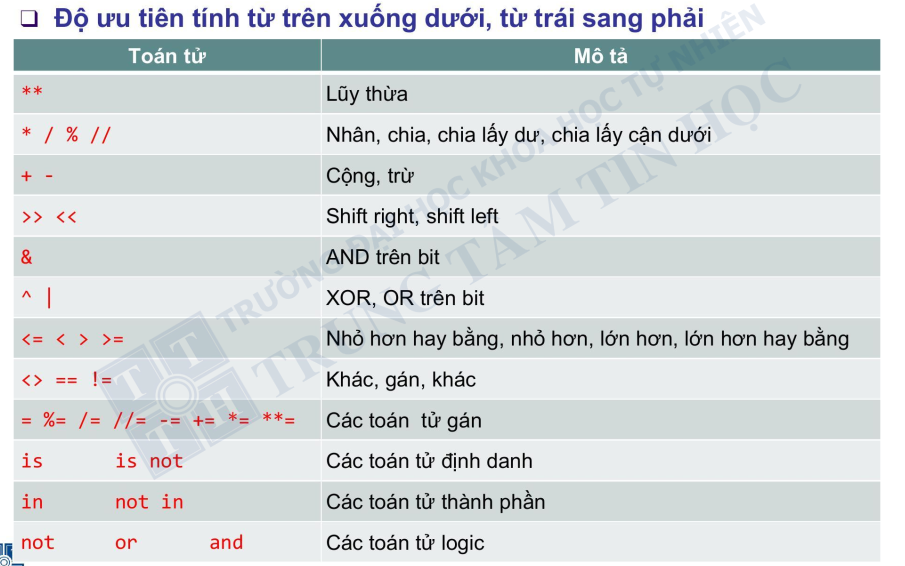 Độ ưu tiên tính từ trên xuống dưới, từ trái sang phải
Toán tử Mô tả
** Lũy thừa
* / % // Nhân, chia, chia lấy dư, chia lấy cận dưới
+ - Cộng, trừ
>> << Shift right, shift left
& AND trên bit
^ | XOR, OR trên bit
<= < > >= Nhỏ hơn hay bằng, nhỏ hơn, lớn hơn, lớn hơn hay bằng
<> == != Khác, gán, khác
= %= /= //= -= += *= **= Các toán tử gán
is is not Các toán tử định danh
in not in Các toán tử thành phần
not or and Các toán tử logic
TRƯỜNG ĐẠI HỌC KHOA HỌC TỰ NHIÊN
TRUNG TÂM TIN HỌC